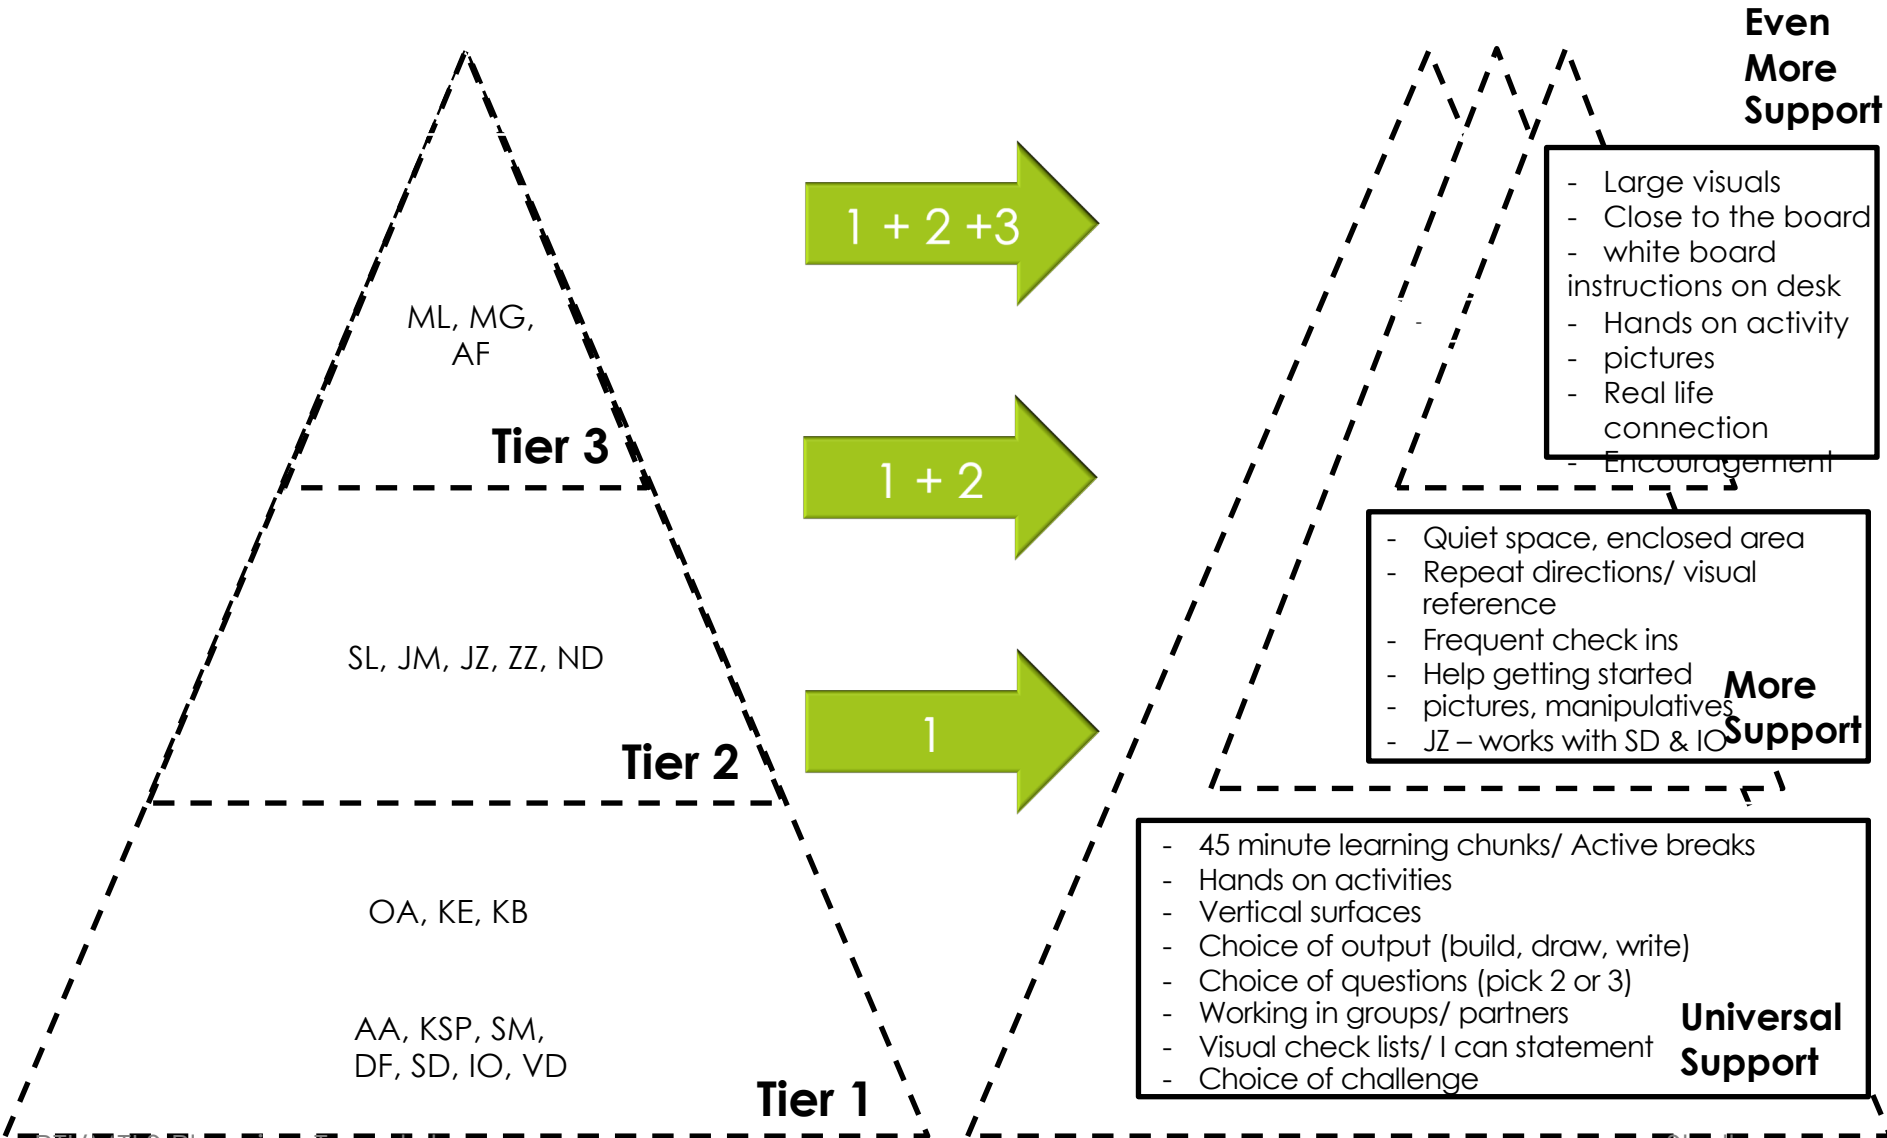 Even
More
Support
1 + 2 +3
- Large visuals
- Close to the board
- white board
instructions on desk
- Hands on activity
- pictures
- Real life
connection
- Encouragement
ML, MG,
AF
Tier 3
1 + 2
- Quiet space, enclosed area
- Repeat directions/ visual
reference
- Frequent check ins
- Help getting started
- pictures, manipulatives
- JZ – works with SD & IO
More
Support
SL, JM, JZ, ZZ, ND
Tier 2
1
- 45 minute learning chunks/ Active breaks
- Hands on activities
- Vertical surfaces
- Choice of output (build, draw, write)
- Choice of questions (pick 2 or 3)
- Working in groups/ partners
- Visual check lists/ I can statement
- Choice of challenge
Universal
Support
OA, KE, KB
AA, KSP, SM,
DF, SD, IO, VD
Tier 1